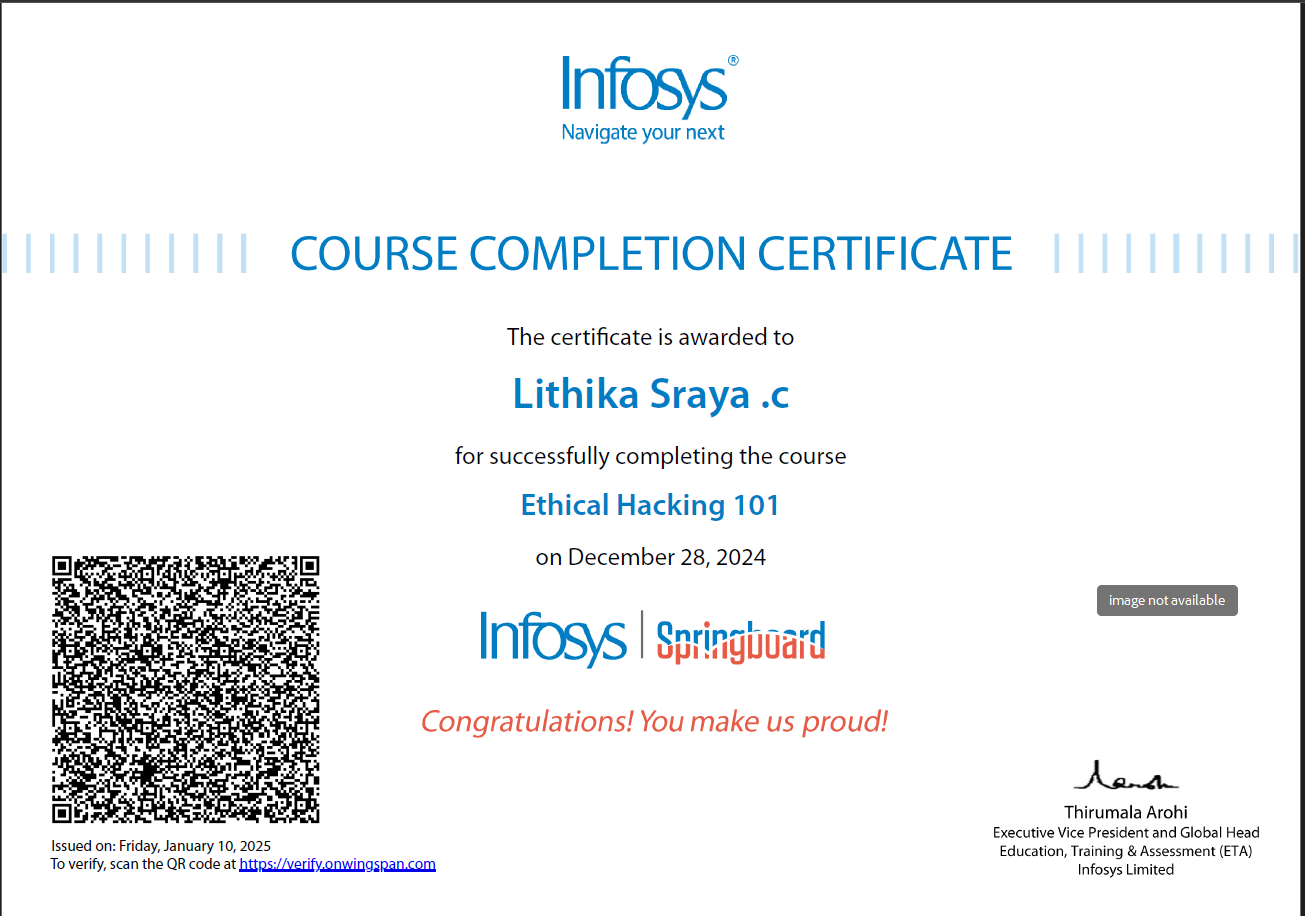 Infosys®
Navigate your next
COURSE COMPLETION CERTIFICATE
The certificate is awarded to
Lithika Sraya .c
for successfully completing the course
Ethical Hacking 101
on December 28, 2024
image not available
Infosys | Springboard
Congratulations! You make us proud!
Thirumala Arohi
Executive Vice President and Global Head
Education, Training & Assessment (ETA)
Infosys Limited
Issued on: Friday, January 10, 2025
To verify, scan the QR code at https://verify.onwingspan.com